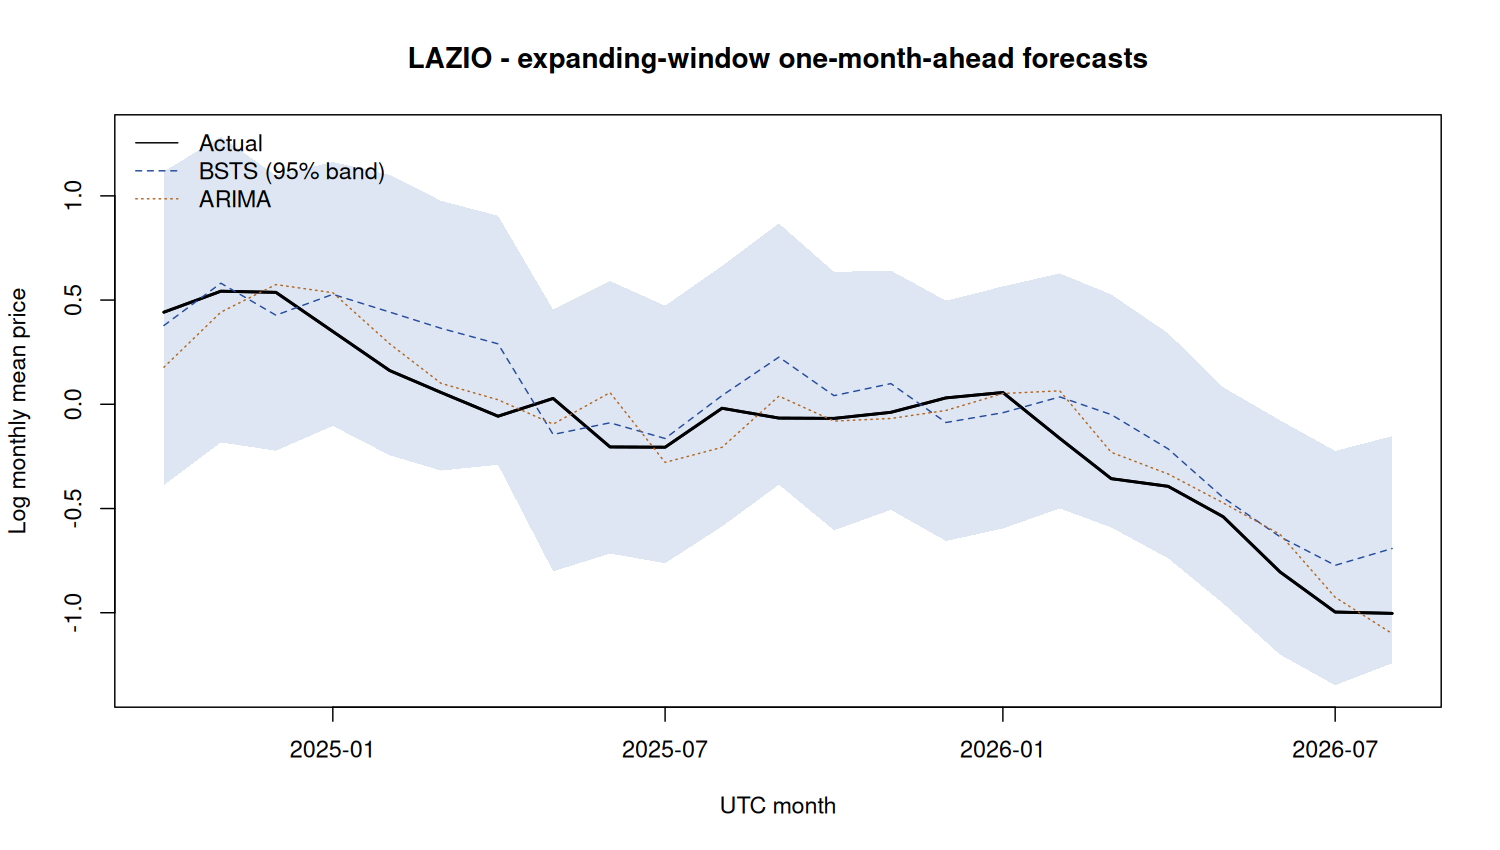 LAZIO - expanding-window one-month-ahead forecasts
Actual
BSTS (95% band)
ARIMA
Log monthly mean price
1.0
0.5
0.0
-0.5
-1.0
2025-01
2025-07
2026-01
2026-07
UTC month